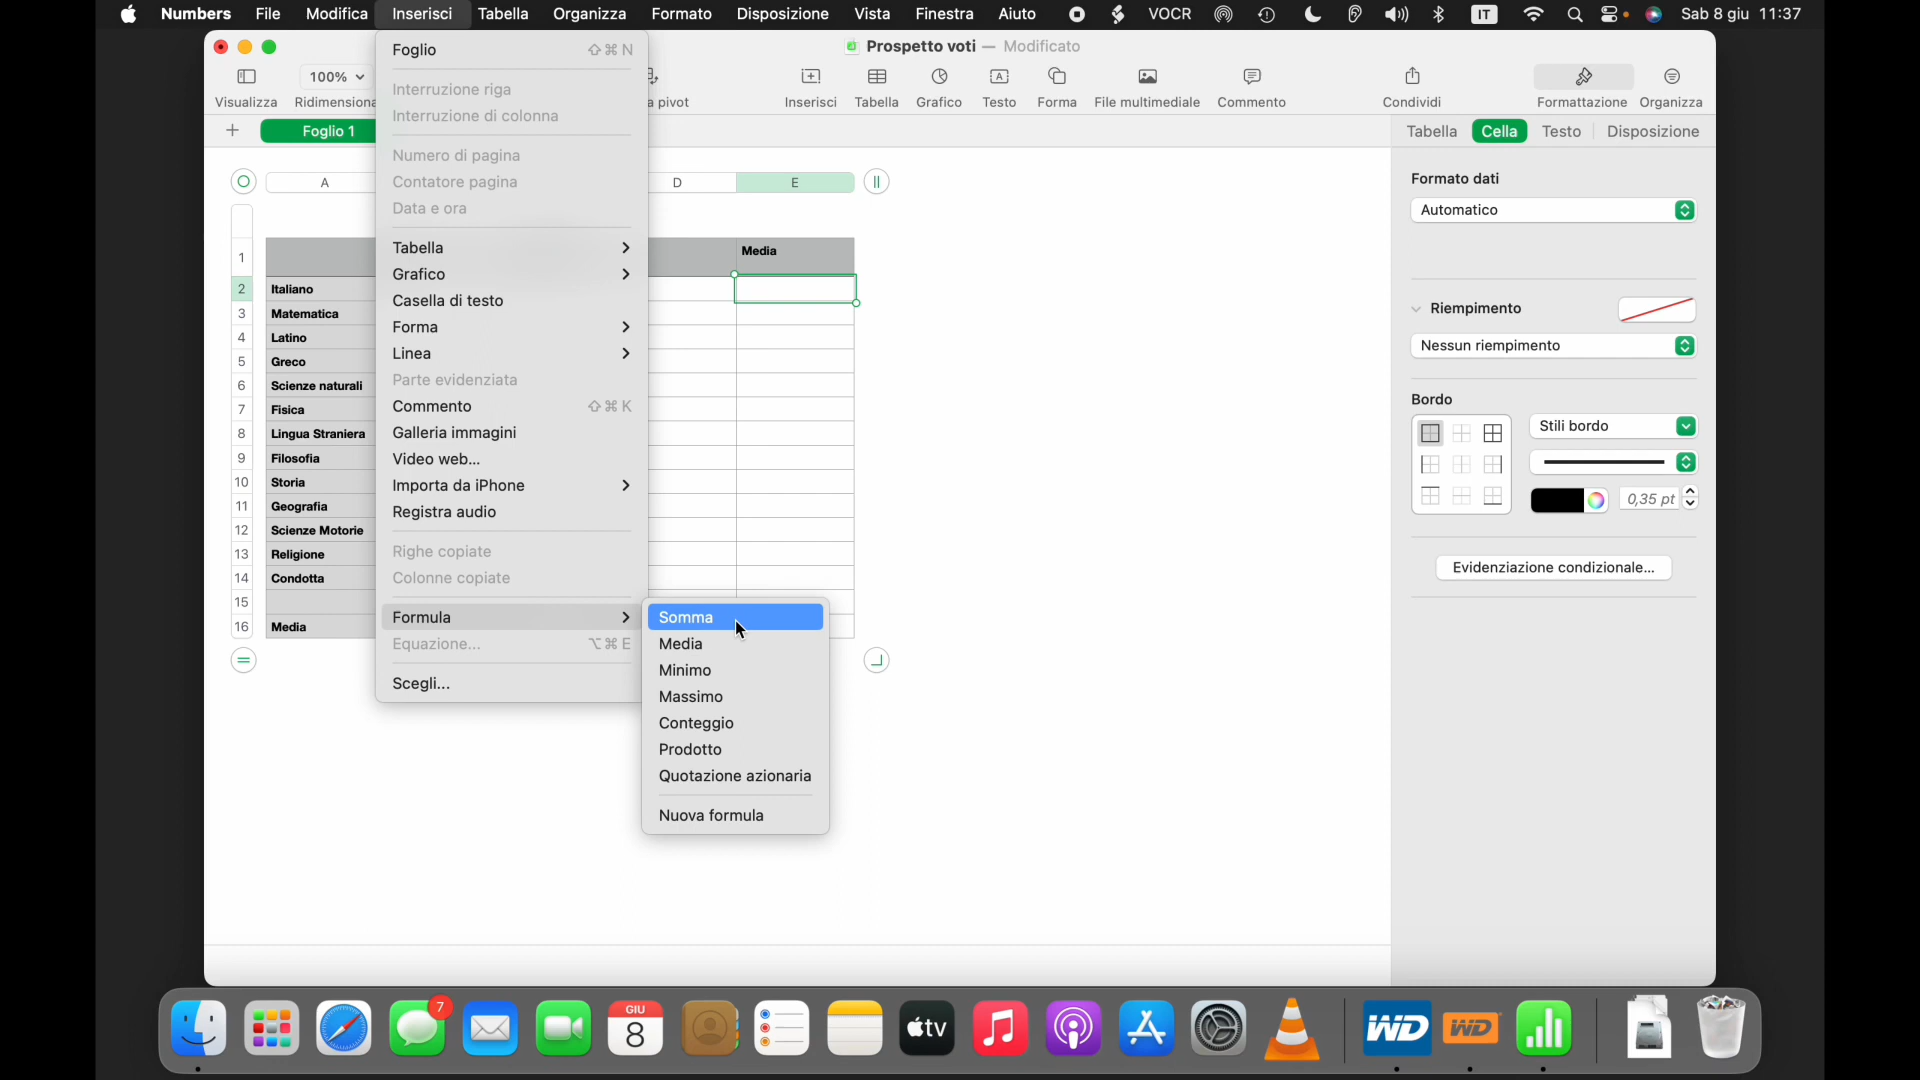 Numbers File Modifica Inserisci Tabella Organizza Formato Disposizione Vista Finestra Aiuto VOCR IT Sab 8 giu 11:37
Prospetto voti — Modificato
100%
Visualizza Ridimensiona a pivot Inserisci Tabella Grafico Testo Forma File multimediale Commento Condividi Formattazione Organizza
Foglio 1
Foglio ⇧⌘N
Interruzione riga
Interruzione di colonna
Numero di pagina
Contatore pagina
Data e ora
Tabella
Grafico
Casella di testo
Forma
Linea
Parte evidenziata
Commento ⇧⌘K
Galleria immagini
Video web...
Importa da iPhone
Registra audio
Righe copiate
Colonne copiate
Formula
Equazione... ⌥⌘E
Scegli...
Somma
Media
Minimo
Massimo
Conteggio
Prodotto
Quotazione azionaria
Nuova formula
A D E
1 Media
2 Italiano
3 Matematica
4 Latino
5 Greco
6 Scienze naturali
7 Fisica
8 Lingua Straniera
9 Filosofia
10 Storia
11 Geografia
12 Scienze Motorie
13 Religione
14 Condotta
15
16 Media
Tabella Cella Testo Disposizione
Formato dati
Automatico
Riempimento
Nessun riempimento
Bordo
Stili bordo
0,35 pt
Evidenziazione condizionale...
7
GIU
8
tv
WD
WD